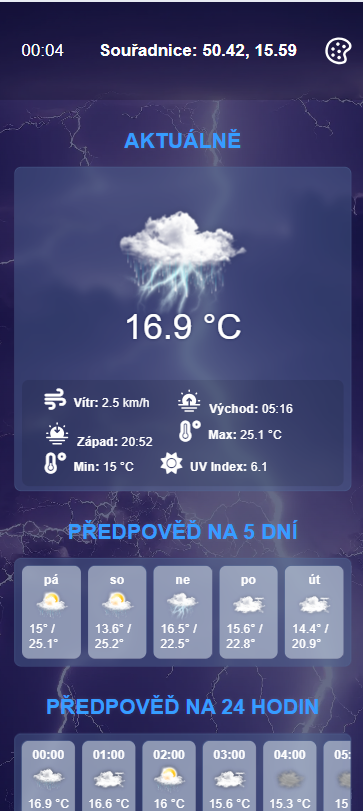 00:04 Souřadnice: 50.42, 15.59
AKTUÁLNĚ
16.9 °C
Vítr: 2.5 km/h Východ: 05:16
Západ: 20:52 Max: 25.1 °C
Min: 15 °C UV Index: 6.1
PŘEDPOVĚĎ NA 5 DNÍ
pá so ne po út
15° / 13.6° / 16.5° / 15.6° / 14.4° /
25.1° 25.2° 22.5° 22.8° 20.9°
PŘEDPOVĚĎ NA 24 HODIN
00:00 01:00 02:00 03:00 04:00 05:
16.9 °C 16.6 °C 16 °C 15.6 °C 15.3 °C 15